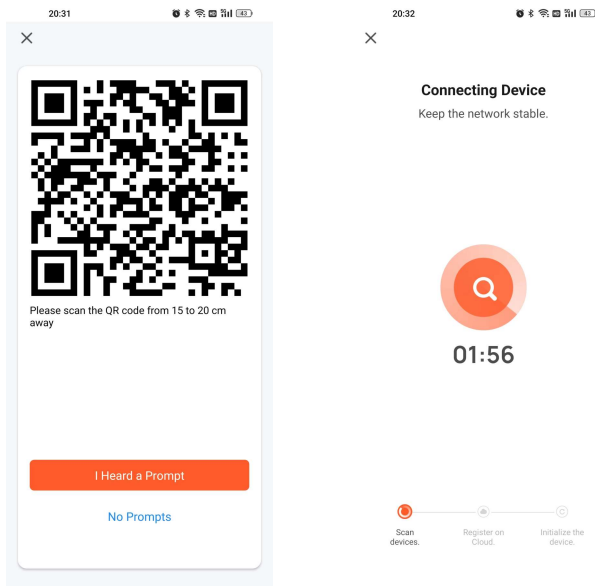 20:31
43
Please scan the QR code from 15 to 20 cm
away
I Heard a Prompt
No Prompts
20:32
43
Connecting Device
Keep the network stable.
01:56
Scan
devices.
Register on
Cloud.
Initialize the
device.